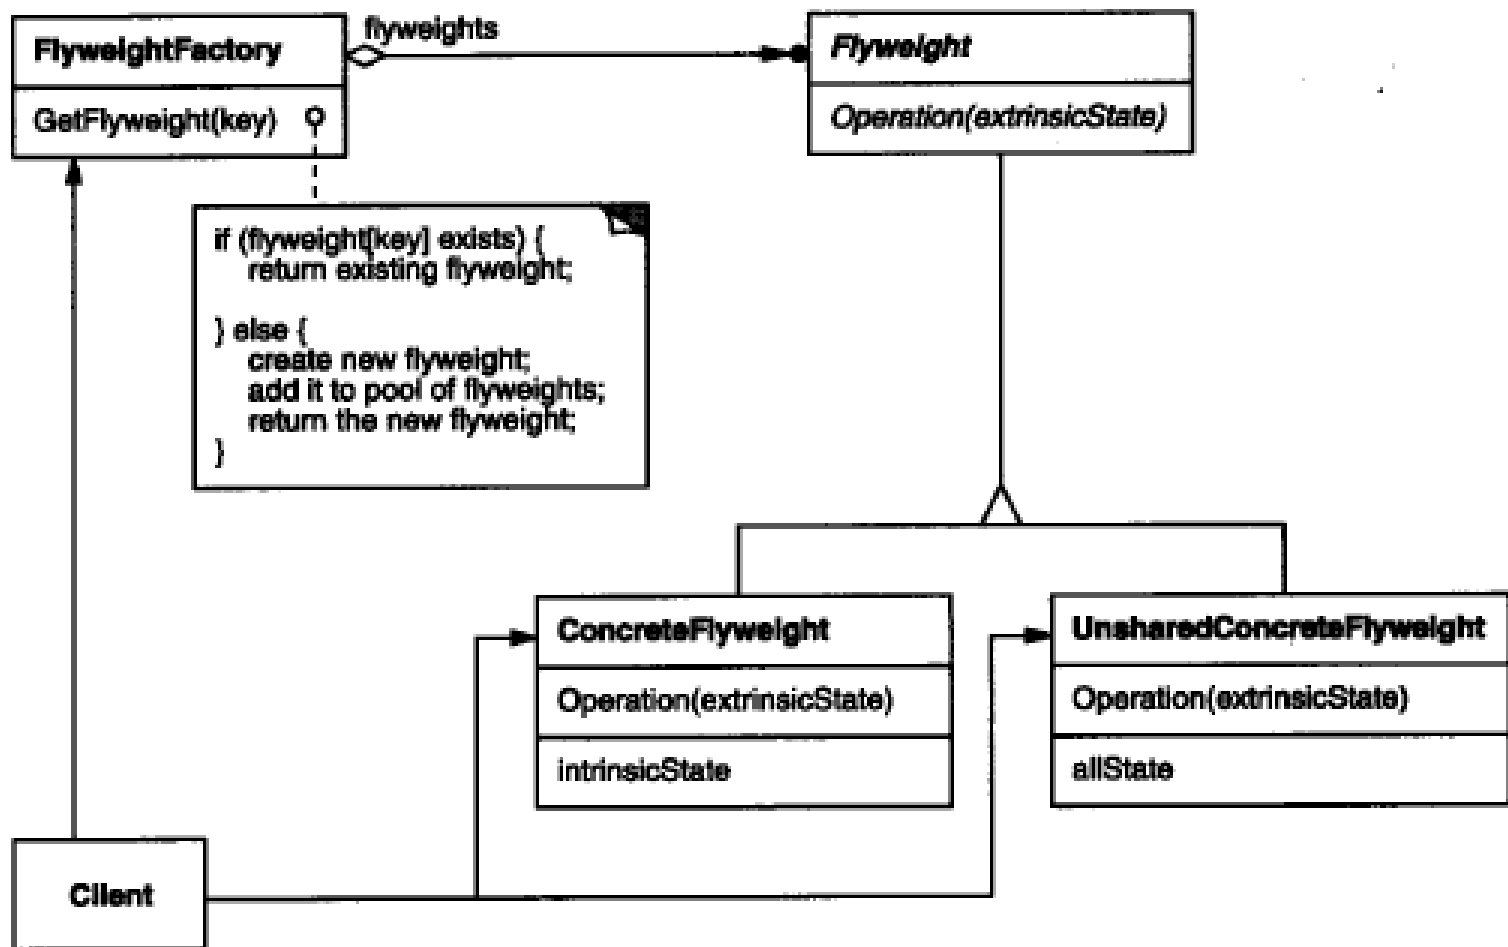 FlyweightFactory
flyweights
Flyweight
GetFlyweight(key)
Operation(extrinsicState)
if (flyweight[key] exists) {
return existing flyweight;
} else {
create new flyweight;
add it to pool of flyweights;
return the new flyweight;
}
ConcreteFlyweight
Operation(extrinsicState)
intrinsicState
UnsharedConcreteFlyweight
Operation(extrinsicState)
allState
Client